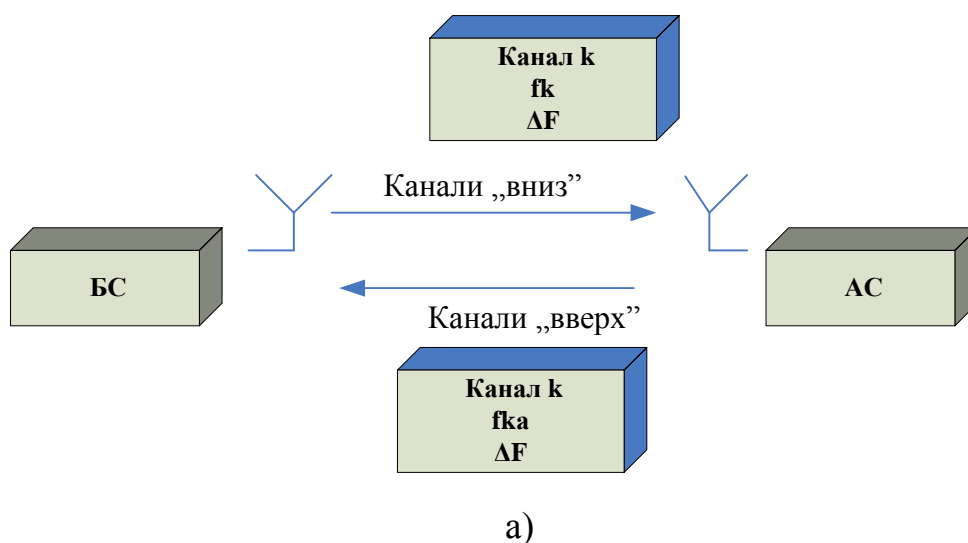 Канал k
fk
ΔF
Канали „вниз”
БС
АС
Канали „вверх”
Канал k
fka
ΔF
а)